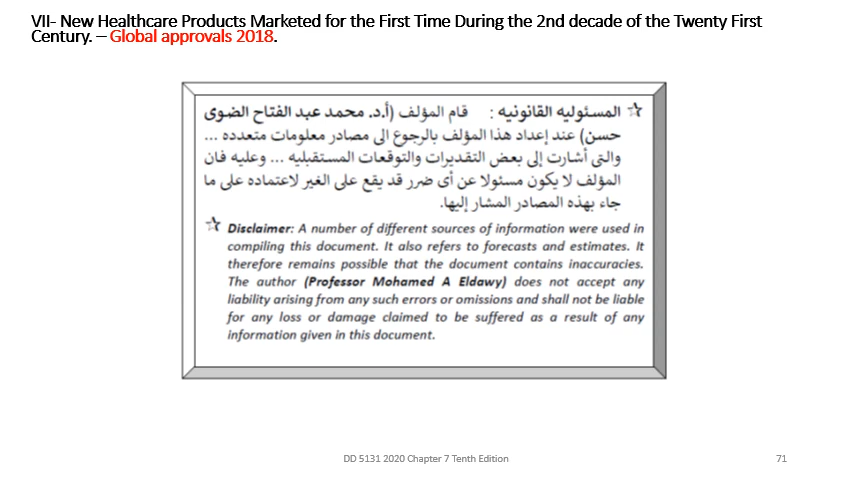 VII- New Healthcare Products Marketed for the First Time During the 2nd decade of the Twenty First
Century. – Global approvals 2018.
☆ المسئوليه القانونيه : قام المؤلف (أ.د. محمد عبد الفتاح الضوى
حسن) عند إعداد هذا المؤلف بالرجوع الى مصادر معلومات متعدده ...
والتى أشارت إلى بعض التقديرات والتوقعات المستقبليه ... وعليه فان
المؤلف لا يكون مسئولا عن أى ضرر قد يقع على الغير لاعتماده على ما
جاء بهذه المصادر المشار إليها.
☆ Disclaimer: A number of different sources of information were used in
compiling this document. It also refers to forecasts and estimates. It
therefore remains possible that the document contains inaccuracies.
The author (Professor Mohamed A Eldawy) does not accept any
liability arising from any such errors or omissions and shall not be liable
for any loss or damage claimed to be suffered as a result of any
information given in this document.
DD 5131 2020 Chapter 7 Tenth Edition
71